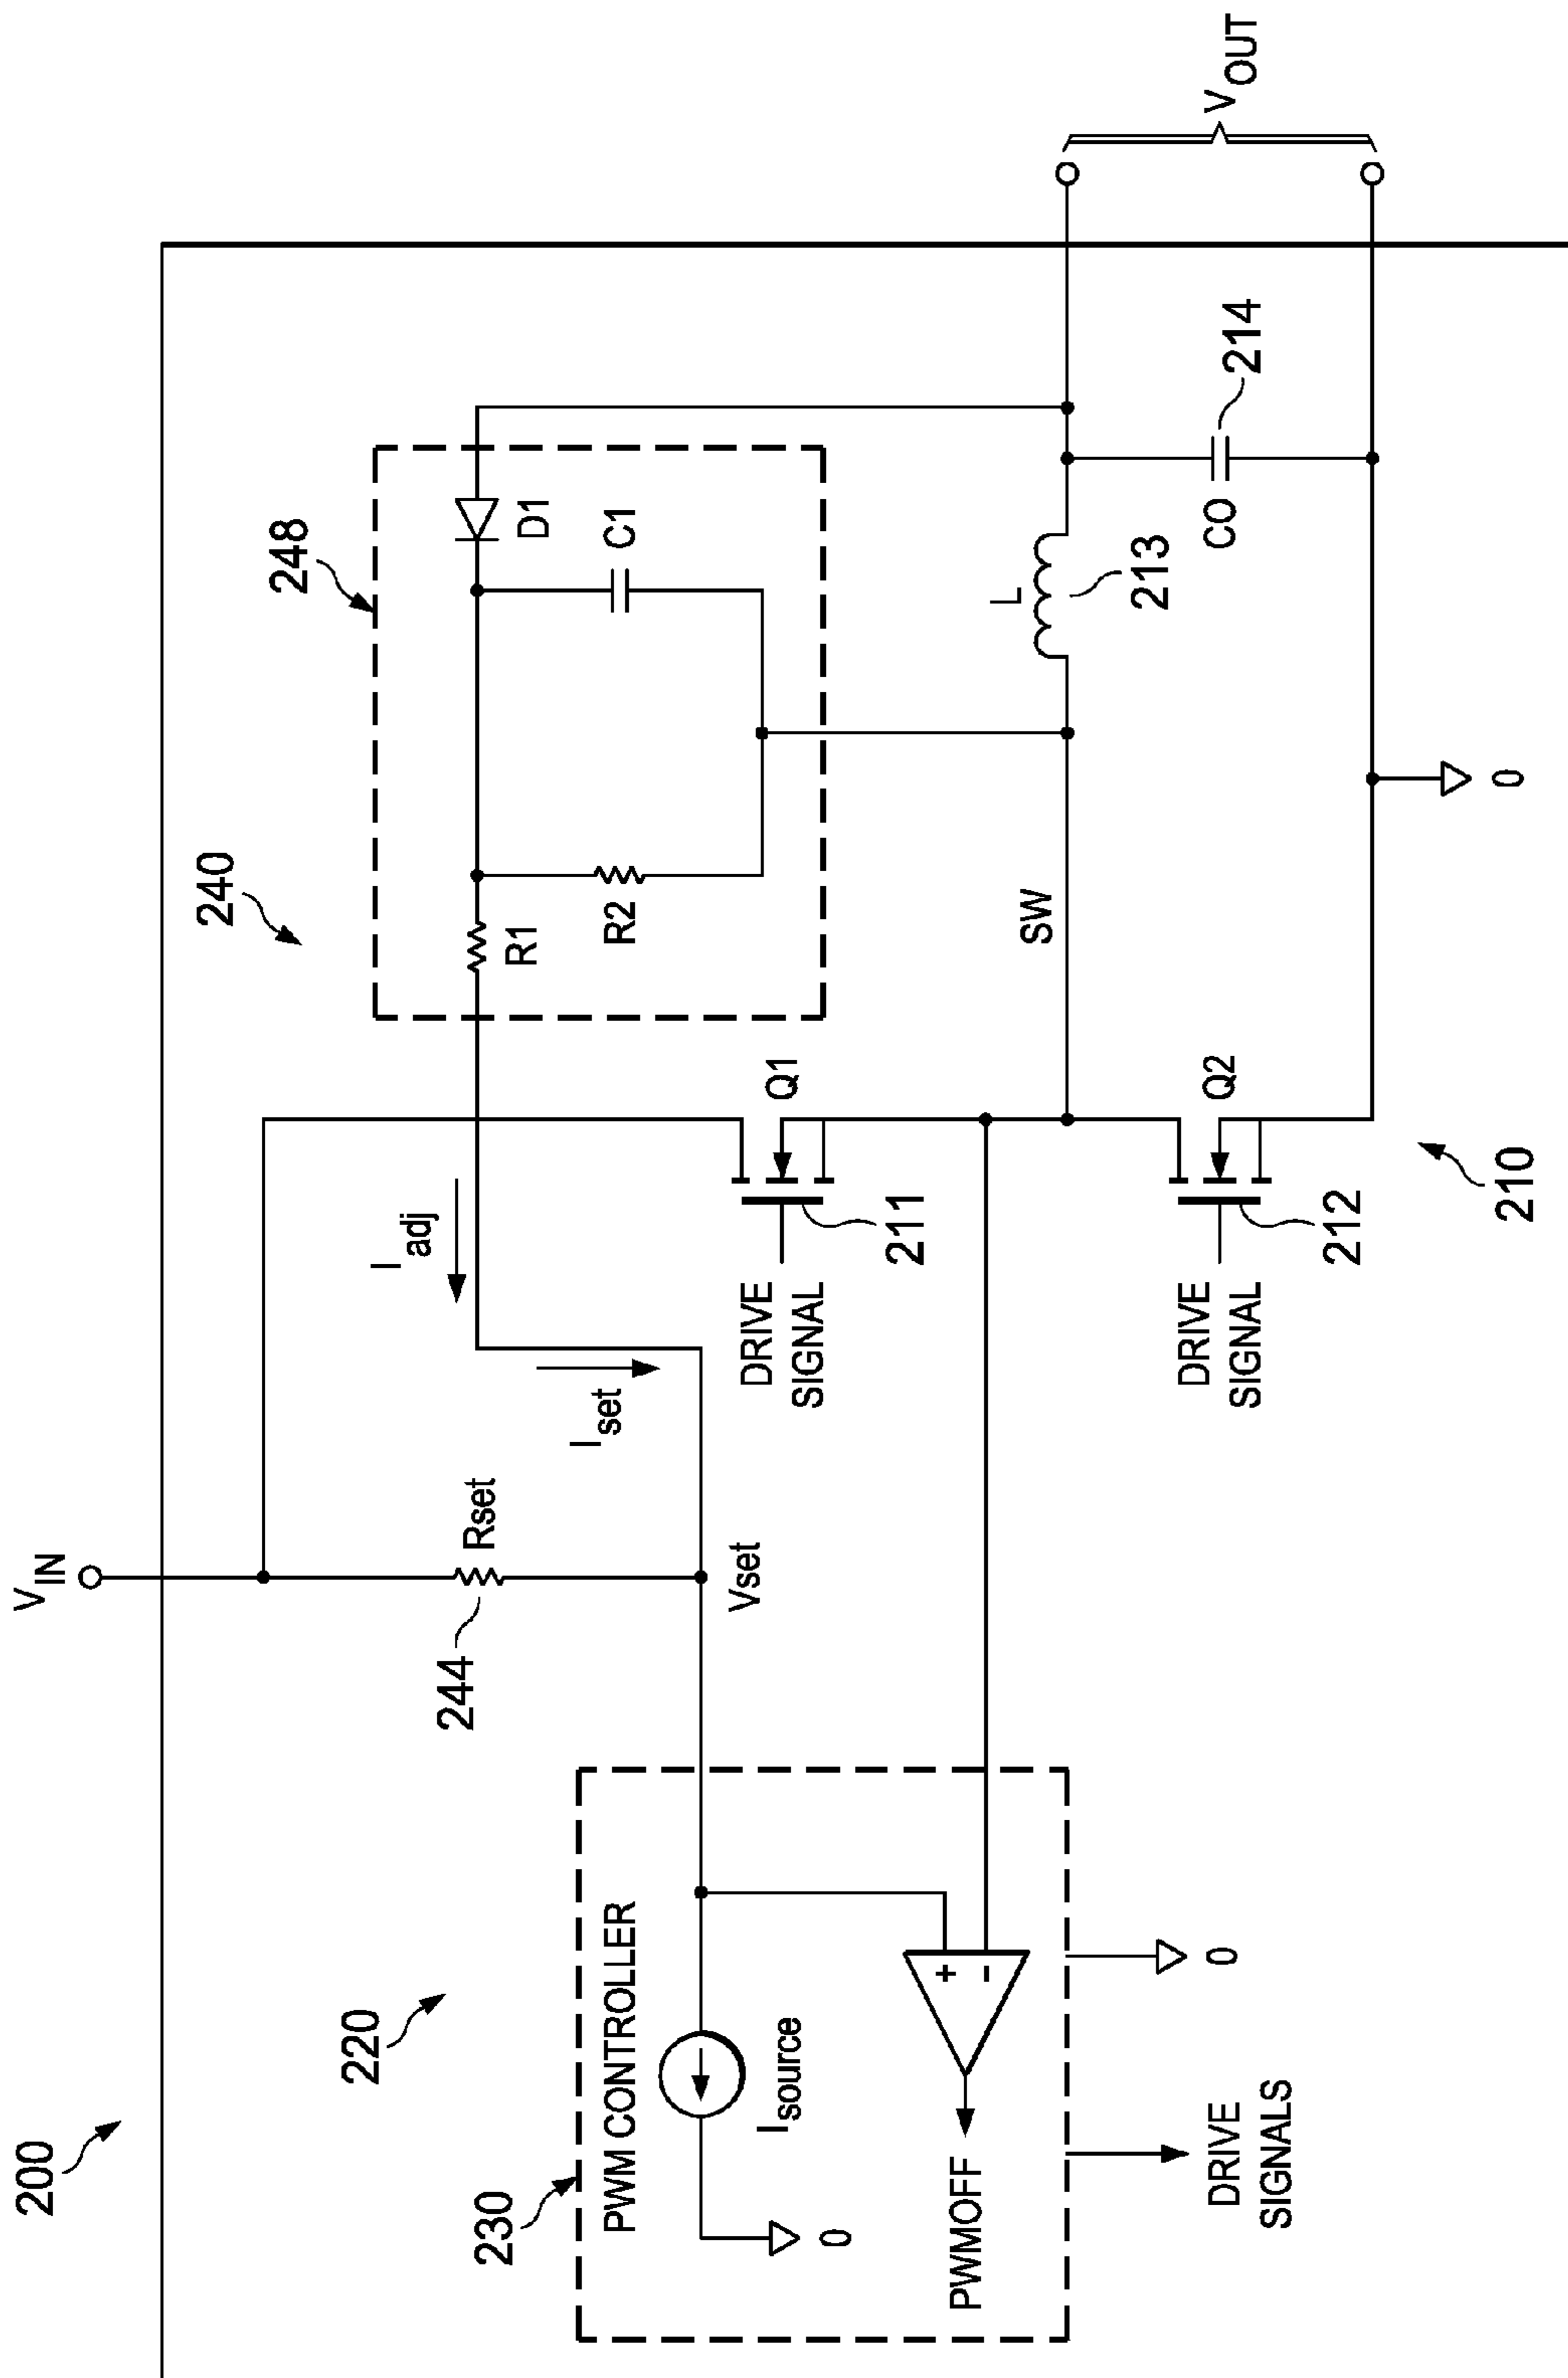 200
220
230
PWM CONTROLLER
Isource
0
PWMOFF
DRIVE
SIGNALS
0
VIN
244
Rset
Vset
Iset
Iadj
DRIVE
SIGNAL
211
Q1
DRIVE
SIGNAL
212
Q2
210
240
248
R1
R2
D1
C1
SW
L
213
CO
214
0
VOUT